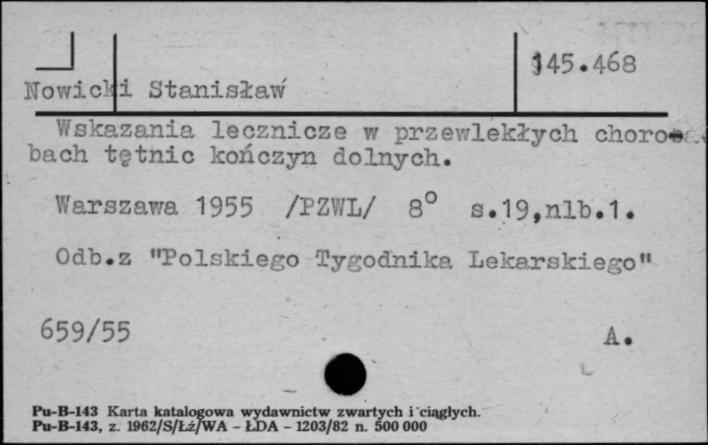 145.468
Nowicki Stanisław
Wskazania lecznicze w przewlekłych choro-
bach tętnic kończyn dolnych.
Warszawa 1955 /PZWL/ 8° s.19,nlb.1.
Odb.z "Polskiego Tygodnika Lekarskiego"
659/55 A.
Pu-B-143 Karta katalogowa wydawnictw zwartych i ciągłych.
Pu-B-143, z. 1962/S/Łź/WA - ŁDA - 1203/82 n. 500 000